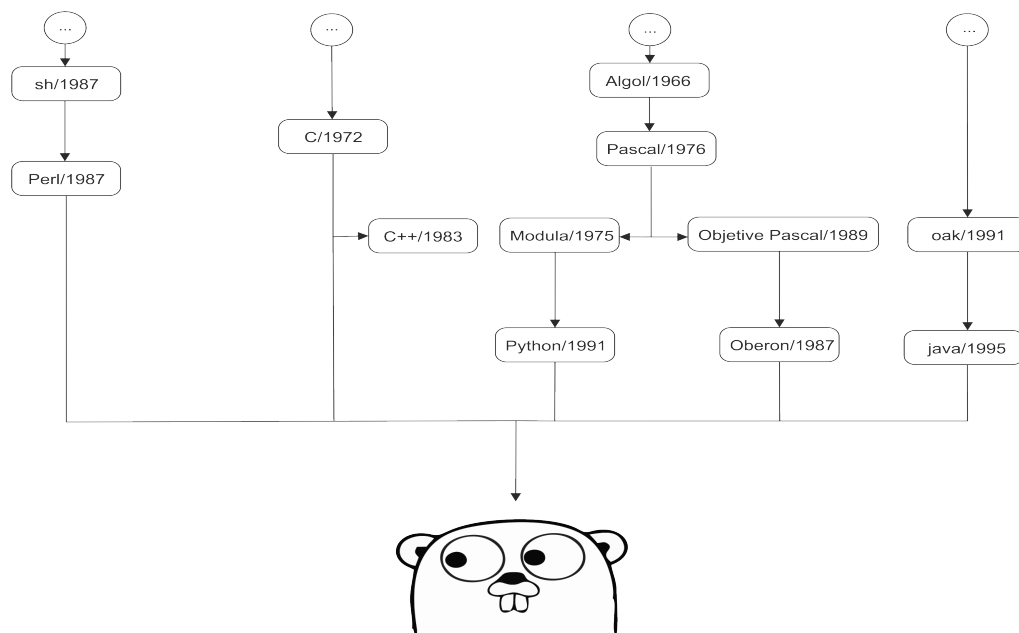 ... ... ... ...
sh/1987
Algol/1966
C/1972
Pascal/1976
Perl/1987
C++/1983
Modula/1975
Objetive Pascal/1989
oak/1991
Python/1991
Oberon/1987
java/1995